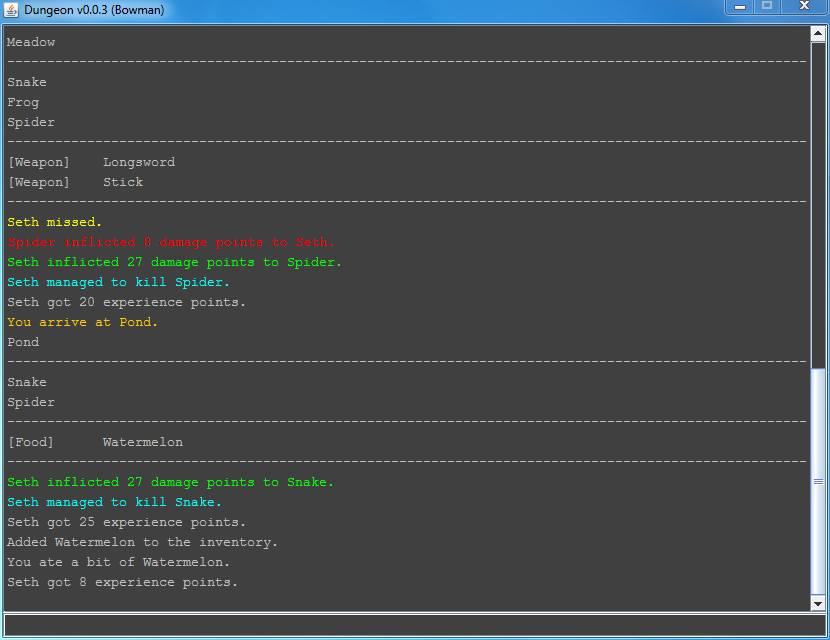 Dungeon v0.0.3 (Bowman)
Meadow
----------------------------------------------------------------------------------------------------
Snake
Frog
Spider
----------------------------------------------------------------------------------------------------
[Weapon]    Longsword
[Weapon]    Stick
----------------------------------------------------------------------------------------------------
Seth missed.
Spider inflicted 8 damage points to Seth.
Seth inflicted 27 damage points to Spider.
Seth managed to kill Spider.
Seth got 20 experience points.
You arrive at Pond.
Pond
----------------------------------------------------------------------------------------------------
Snake
Spider
----------------------------------------------------------------------------------------------------
[Food]      Watermelon
----------------------------------------------------------------------------------------------------
Seth inflicted 27 damage points to Snake.
Seth managed to kill Snake.
Seth got 25 experience points.
Added Watermelon to the inventory.
You ate a bit of Watermelon.
Seth got 8 experience points.